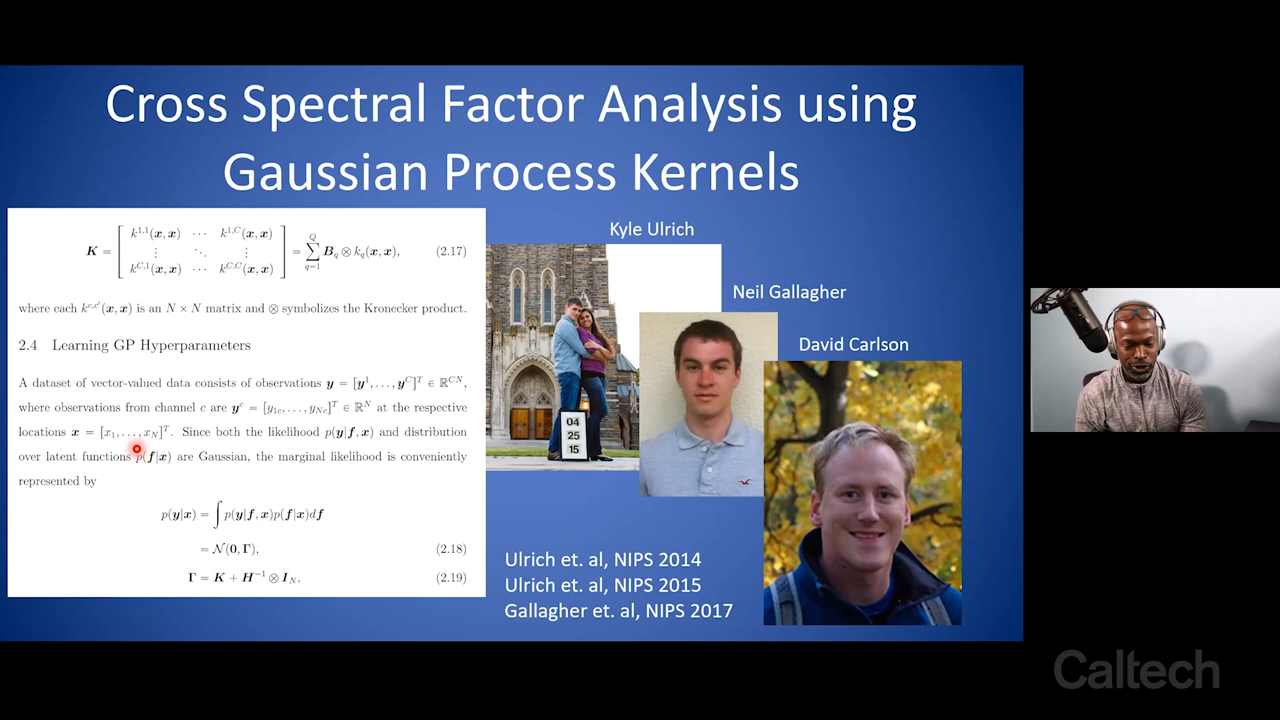 Cross Spectral Factor Analysis using
Gaussian Process Kernels
K = [ k^{1,1}(x, x) ⋯ k^{1,C}(x, x)
⋮ ⋱ ⋮
k^{C,1}(x, x) ⋯ k^{C,C}(x, x) ] = ∑_{q=1}^{Q} B_q ⊗ k_q(x, x), (2.17)
where each k^{c,c′}(x, x) is an N × N matrix and ⊗ symbolizes the Kronecker product.
2.4 Learning GP Hyperparameters
A dataset of vector-valued data consists of observations y = [y^1, . . . , y^C]^T ∈ ℝ^{CN},
where observations from channel c are y^c = [y_{1c}, . . . , y_{Nc}]^T ∈ ℝ^N at the respective
locations x = [x_1, . . . , x_N]^T. Since both the likelihood p(y|f, x) and distribution
over latent functions p(f|x) are Gaussian, the marginal likelihood is conveniently
represented by
p(y|x) = ∫ p(y|f, x)p(f|x)df
= 𝒩(0, Γ), (2.18)
Γ = K + H^{-1} ⊗ I_N, (2.19)
Kyle Ulrich
04
25
15
Neil Gallagher
David Carlson
Ulrich et. al, NIPS 2014
Ulrich et. al, NIPS 2015
Gallagher et. al, NIPS 2017
Caltech